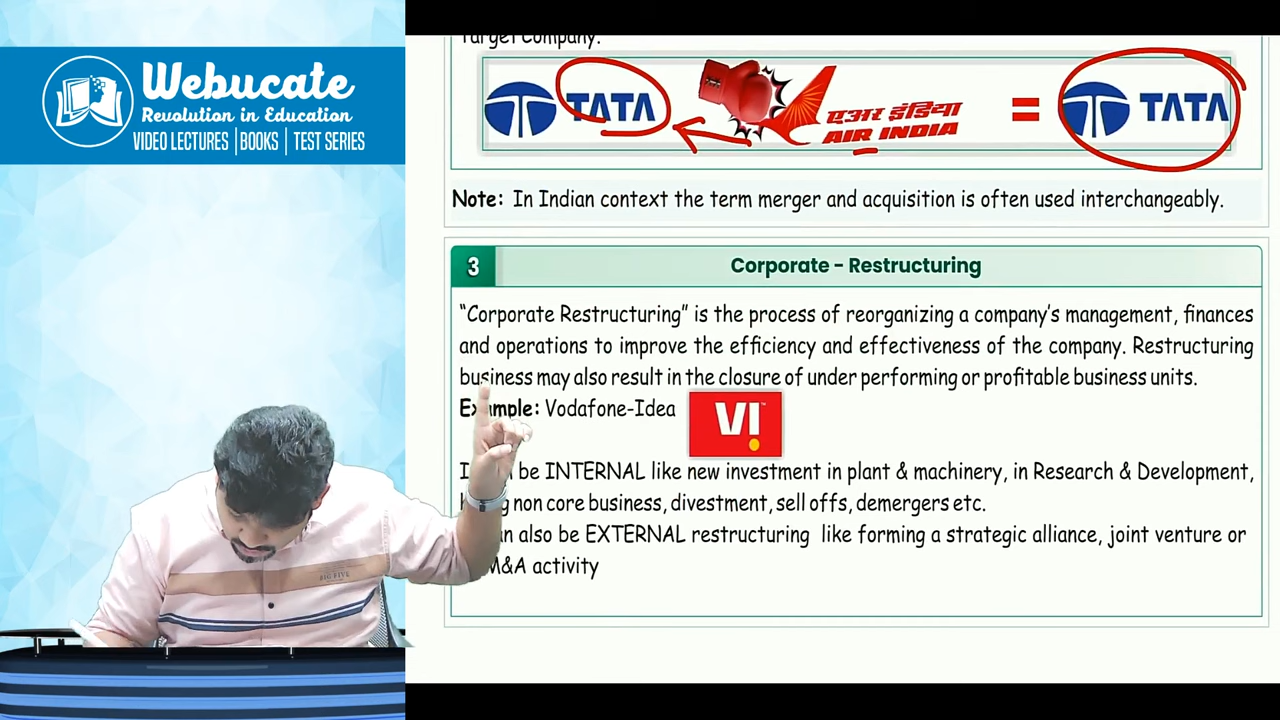 Webucate
Revolution in Education
VIDEO LECTURES | BOOKS | TEST SERIES
Target Company.
TATA एअर इंडिया AIR INDIA = TATA
Note: In Indian context the term merger and acquisition is often used interchangeably.
3 Corporate - Restructuring
“Corporate Restructuring” is the process of reorganizing a company's management, finances
and operations to improve the efficiency and effectiveness of the company. Restructuring
business may also result in the closure of under performing or profitable business units.
Example: Vodafone-Idea VI™
be INTERNAL like new investment in plant & machinery, in Research & Development,
non core business, divestment, sell offs, demergers etc.
also be EXTERNAL restructuring like forming a strategic alliance, joint venture or
M&A activity